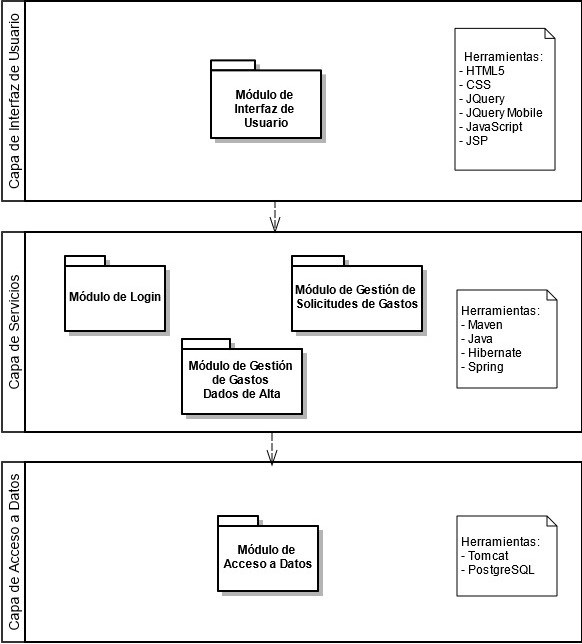 Capa de Interfaz de Usuario
Módulo de
Interfaz de
Usuario
Herramientas:
- HTML5
- CSS
- JQuery
- JQuery Mobile
- JavaScript
- JSP
Capa de Servicios
Módulo de Login
Módulo de Gestión de
Solicitudes de Gastos
Módulo de Gestión
de Gastos
Dados de Alta
Herramientas:
- Maven
- Java
- Hibernate
- Spring
Capa de Acceso a Datos
Módulo de
Acceso a Datos
Herramientas:
- Tomcat
- PostgreSQL